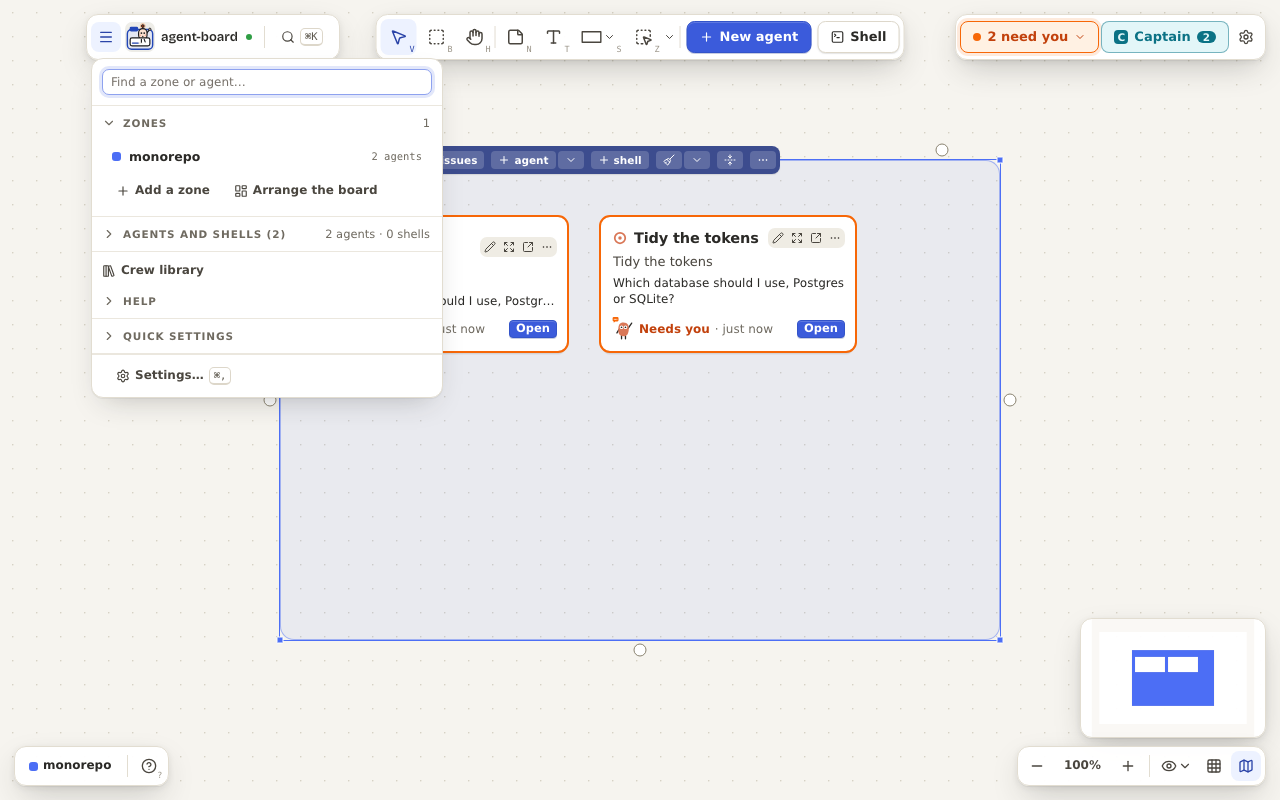 agent-board
⌘K
V
B
H
N
T
S
Z
New agent
Shell
2 need you
C Captain 2
Find a zone or agent...
ZONES 1
monorepo 2 agents
Add a zone
Arrange the board
AGENTS AND SHELLS (2) 2 agents · 0 shells
Crew library
HELP
QUICK SETTINGS
Settings... ⌘,
ssues
+ agent
+ shell
...
Tidy the tokens
Tidy the tokens
Which database should I use, Postgres
or SQLite?
Needs you · just now
Open
ould I use, Postgr...
ust now
Open
monorepo
?
100%